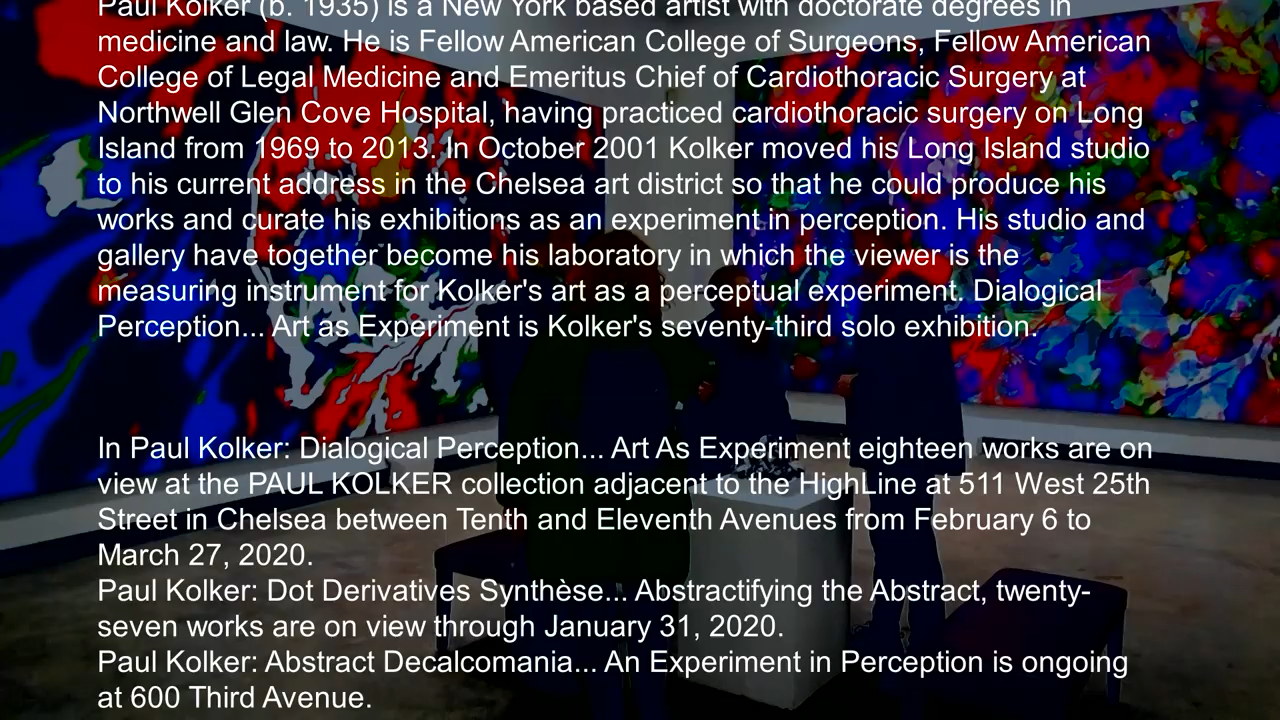 Paul Kolker (b. 1935) is a New York based artist with doctorate degrees in
medicine and law. He is Fellow American College of Surgeons, Fellow American
College of Legal Medicine and Emeritus Chief of Cardiothoracic Surgery at
Northwell Glen Cove Hospital, having practiced cardiothoracic surgery on Long
Island from 1969 to 2013. In October 2001 Kolker moved his Long Island studio
to his current address in the Chelsea art district so that he could produce his
works and curate his exhibitions as an experiment in perception. His studio and
gallery have together become his laboratory in which the viewer is the
measuring instrument for Kolker's art as a perceptual experiment. Dialogical
Perception... Art as Experiment is Kolker's seventy-third solo exhibition.
In Paul Kolker: Dialogical Perception... Art As Experiment eighteen works are on
view at the PAUL KOLKER collection adjacent to the HighLine at 511 West 25th
Street in Chelsea between Tenth and Eleventh Avenues from February 6 to
March 27, 2020.
Paul Kolker: Dot Derivatives Synthèse... Abstractifying the Abstract, twenty-
seven works are on view through January 31, 2020.
Paul Kolker: Abstract Decalcomania... An Experiment in Perception is ongoing
at 600 Third Avenue.